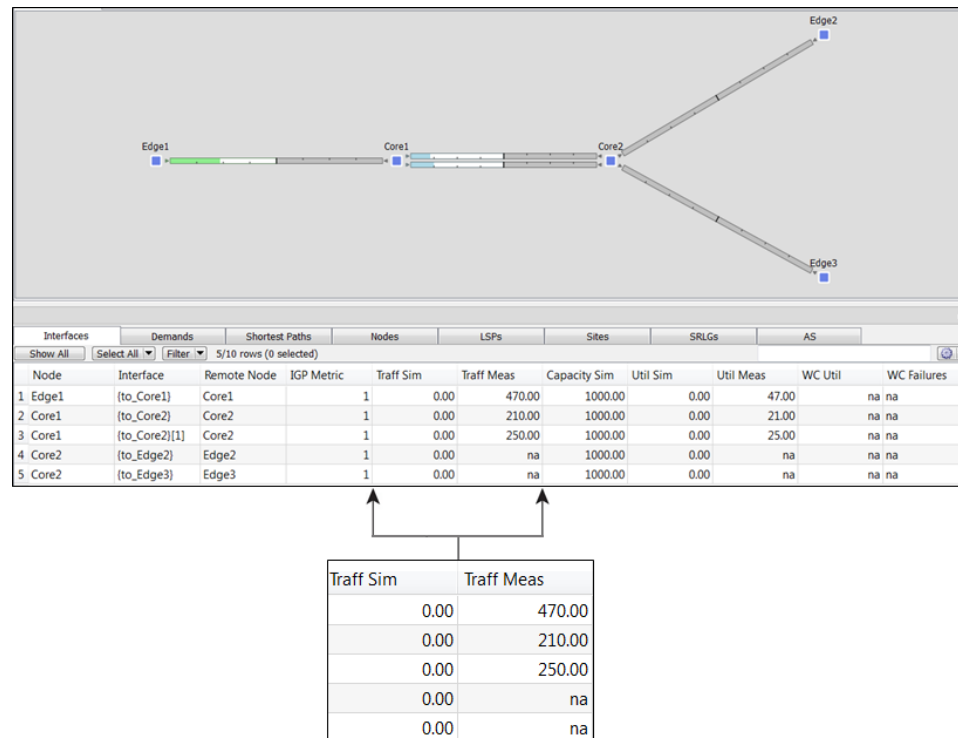 Edge2
Edge1
Core1
Core2
Edge3
Interfaces Demands Shortest Paths Nodes LSPs Sites SRLGs AS
Show All Select All Filter 5/10 rows (0 selected)
Node Interface Remote Node IGP Metric Traff Sim Traff Meas Capacity Sim Util Sim Util Meas WC Util WC Failures
1 Edge1 {to_Core1} Core1 1 0.00 470.00 1000.00 0.00 47.00 na na
2 Core1 {to_Core2} Core2 1 0.00 210.00 1000.00 0.00 21.00 na na
3 Core1 {to_Core2}[1] Core2 1 0.00 250.00 1000.00 0.00 25.00 na na
4 Core2 {to_Edge2} Edge2 1 0.00 na 1000.00 0.00 na na na
5 Core2 {to_Edge3} Edge3 1 0.00 na 1000.00 0.00 na na na
Traff Sim Traff Meas
0.00 470.00
0.00 210.00
0.00 250.00
0.00 na
0.00 na